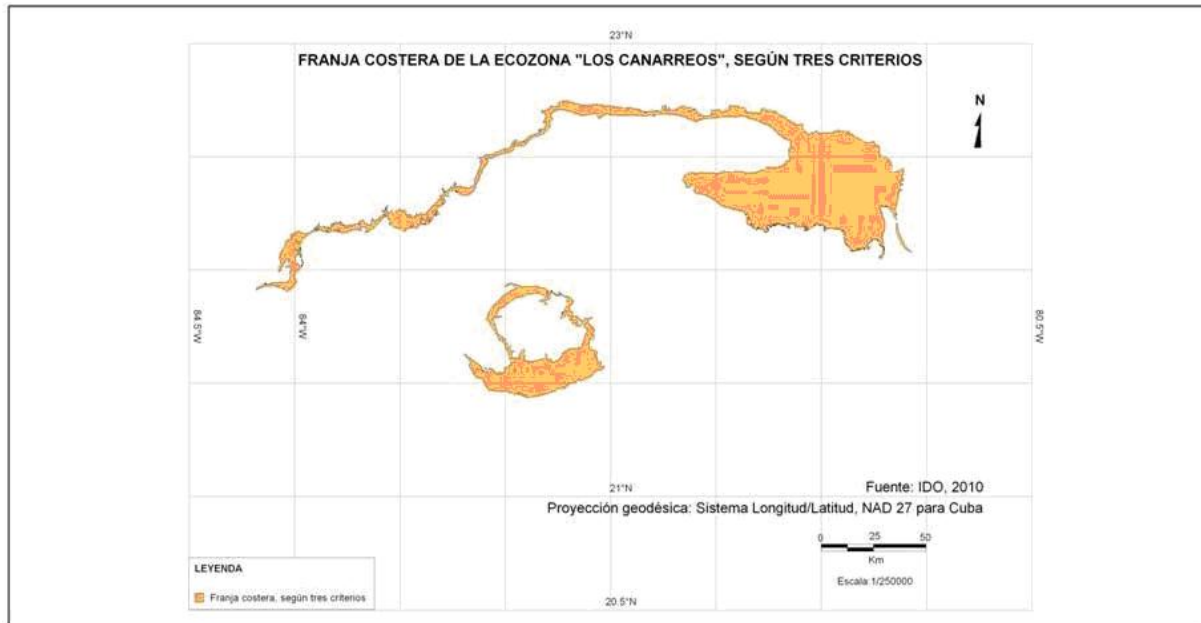 23°N
FRANJA COSTERA DE LA ECOZONA "LOS CANARREOS", SEGÚN TRES CRITERIOS
N
84.5°W
84°W
80.5°W
21°N
Fuente: IDO, 2010
Proyección geodésica: Sistema Longitud/Latitud, NAD 27 para Cuba
0 25 50
Km
Escala:1/250000
LEYENDA
Franja costera, según tres criterios
20.5°N